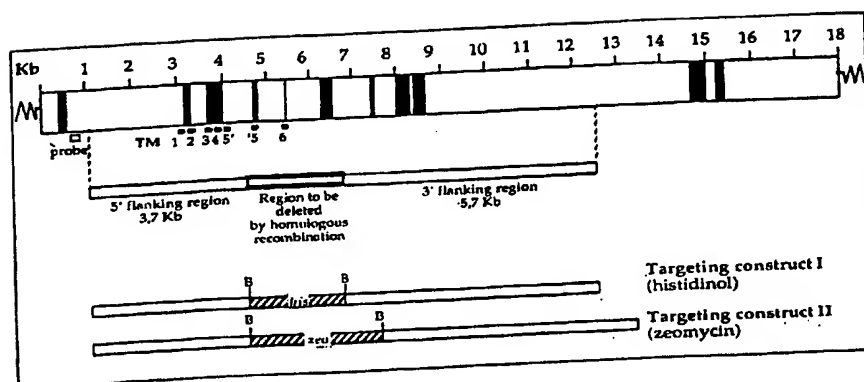 Kb 1 2 3 4 5 6 7 8 9 10 11 12 13 14 15 16 17 18
probe TM 1 2 3 4 5' '5 6
5' flanking region
3,7 Kb
Region to be
deleted
by homologous
recombination
3' flanking region
5,7 Kb
B B
his
Targeting construct I
(histidinol)
B B
zeu
Targeting construct II
(zeomycin)